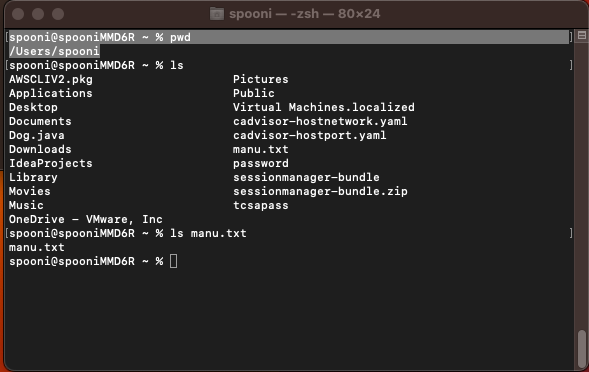 spooni — -zsh — 80×24
[spooni@spooniMMD6R ~ % pwd ]
/Users/spooni
[spooni@spooniMMD6R ~ % ls ]
AWSCLIV2.pkg Pictures
Applications Public
Desktop Virtual Machines.localized
Documents cadvisor-hostnetwork.yaml
Dog.java cadvisor-hostport.yaml
Downloads manu.txt
IdeaProjects password
Library sessionmanager-bundle
Movies sessionmanager-bundle.zip
Music tcsapass
OneDrive - VMware, Inc
[spooni@spooniMMD6R ~ % ls manu.txt ]
manu.txt
spooni@spooniMMD6R ~ %